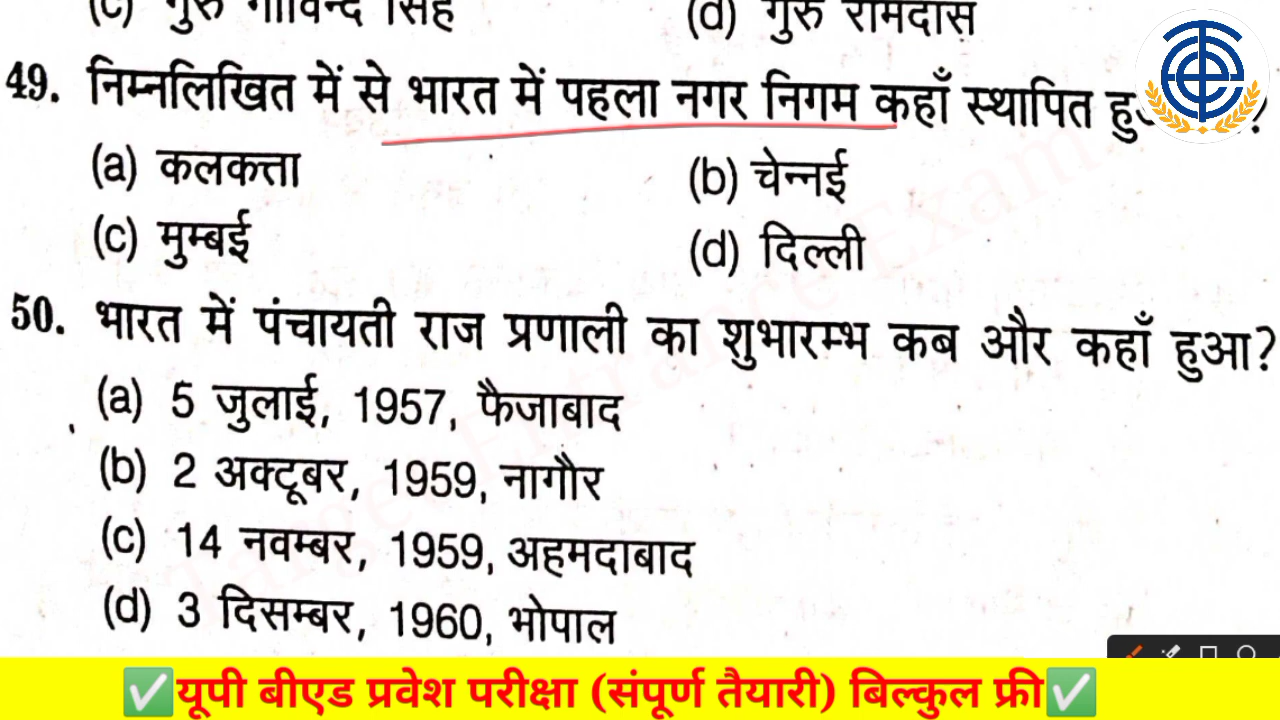 (c) गुरु गोविन्द सिंह (d) गुरु रामदास
49. निम्नलिखित में से भारत में पहला नगर निगम कहाँ स्थापित ?
(a) कलकत्ता (b) चेन्नई
(c) मुम्बई (d) दिल्ली
50. भारत में पंचायती राज प्रणाली का शुभारम्भ कब और कहाँ हुआ?
(a) 5 जुलाई, 1957, फैजाबाद
(b) 2 अक्टूबर, 1959, नागौर
(c) 14 नवम्बर, 1959, अहमदाबाद
(d) 3 दिसम्बर, 1960, भोपाल
✅यूपी बीएड प्रवेश परीक्षा (संपूर्ण तैयारी) बिल्कुल फ्री✅